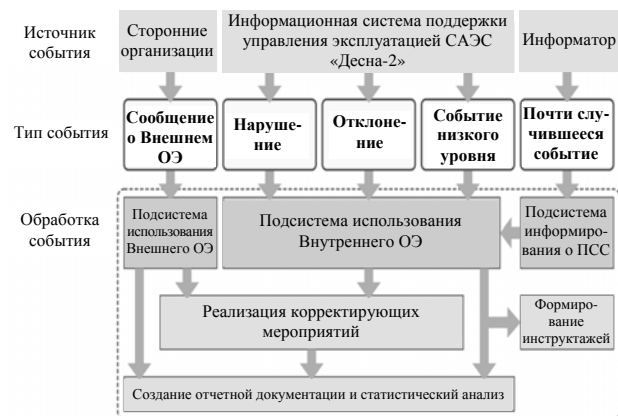 Источник
события
Сторонние
организации
Информационная система поддержки
управления эксплуатацией САЭС
«Десна-2»
Информатор
Тип события
Сообщение
о Внешнем
ОЭ
Наруше-
ние
Отклоне-
ние
Событие
низкого
уровня
Почти слу-
чившееся
событие
Обработка
события
Подсистема
использования
Внешнего ОЭ
Подсистема использования
Внутреннего ОЭ
Подсистема
информиро-
вания о ПСС
Реализация корректирующих
мероприятий
Формиро-
вание
инструктажей
Создание отчетной документации и статистический анализ